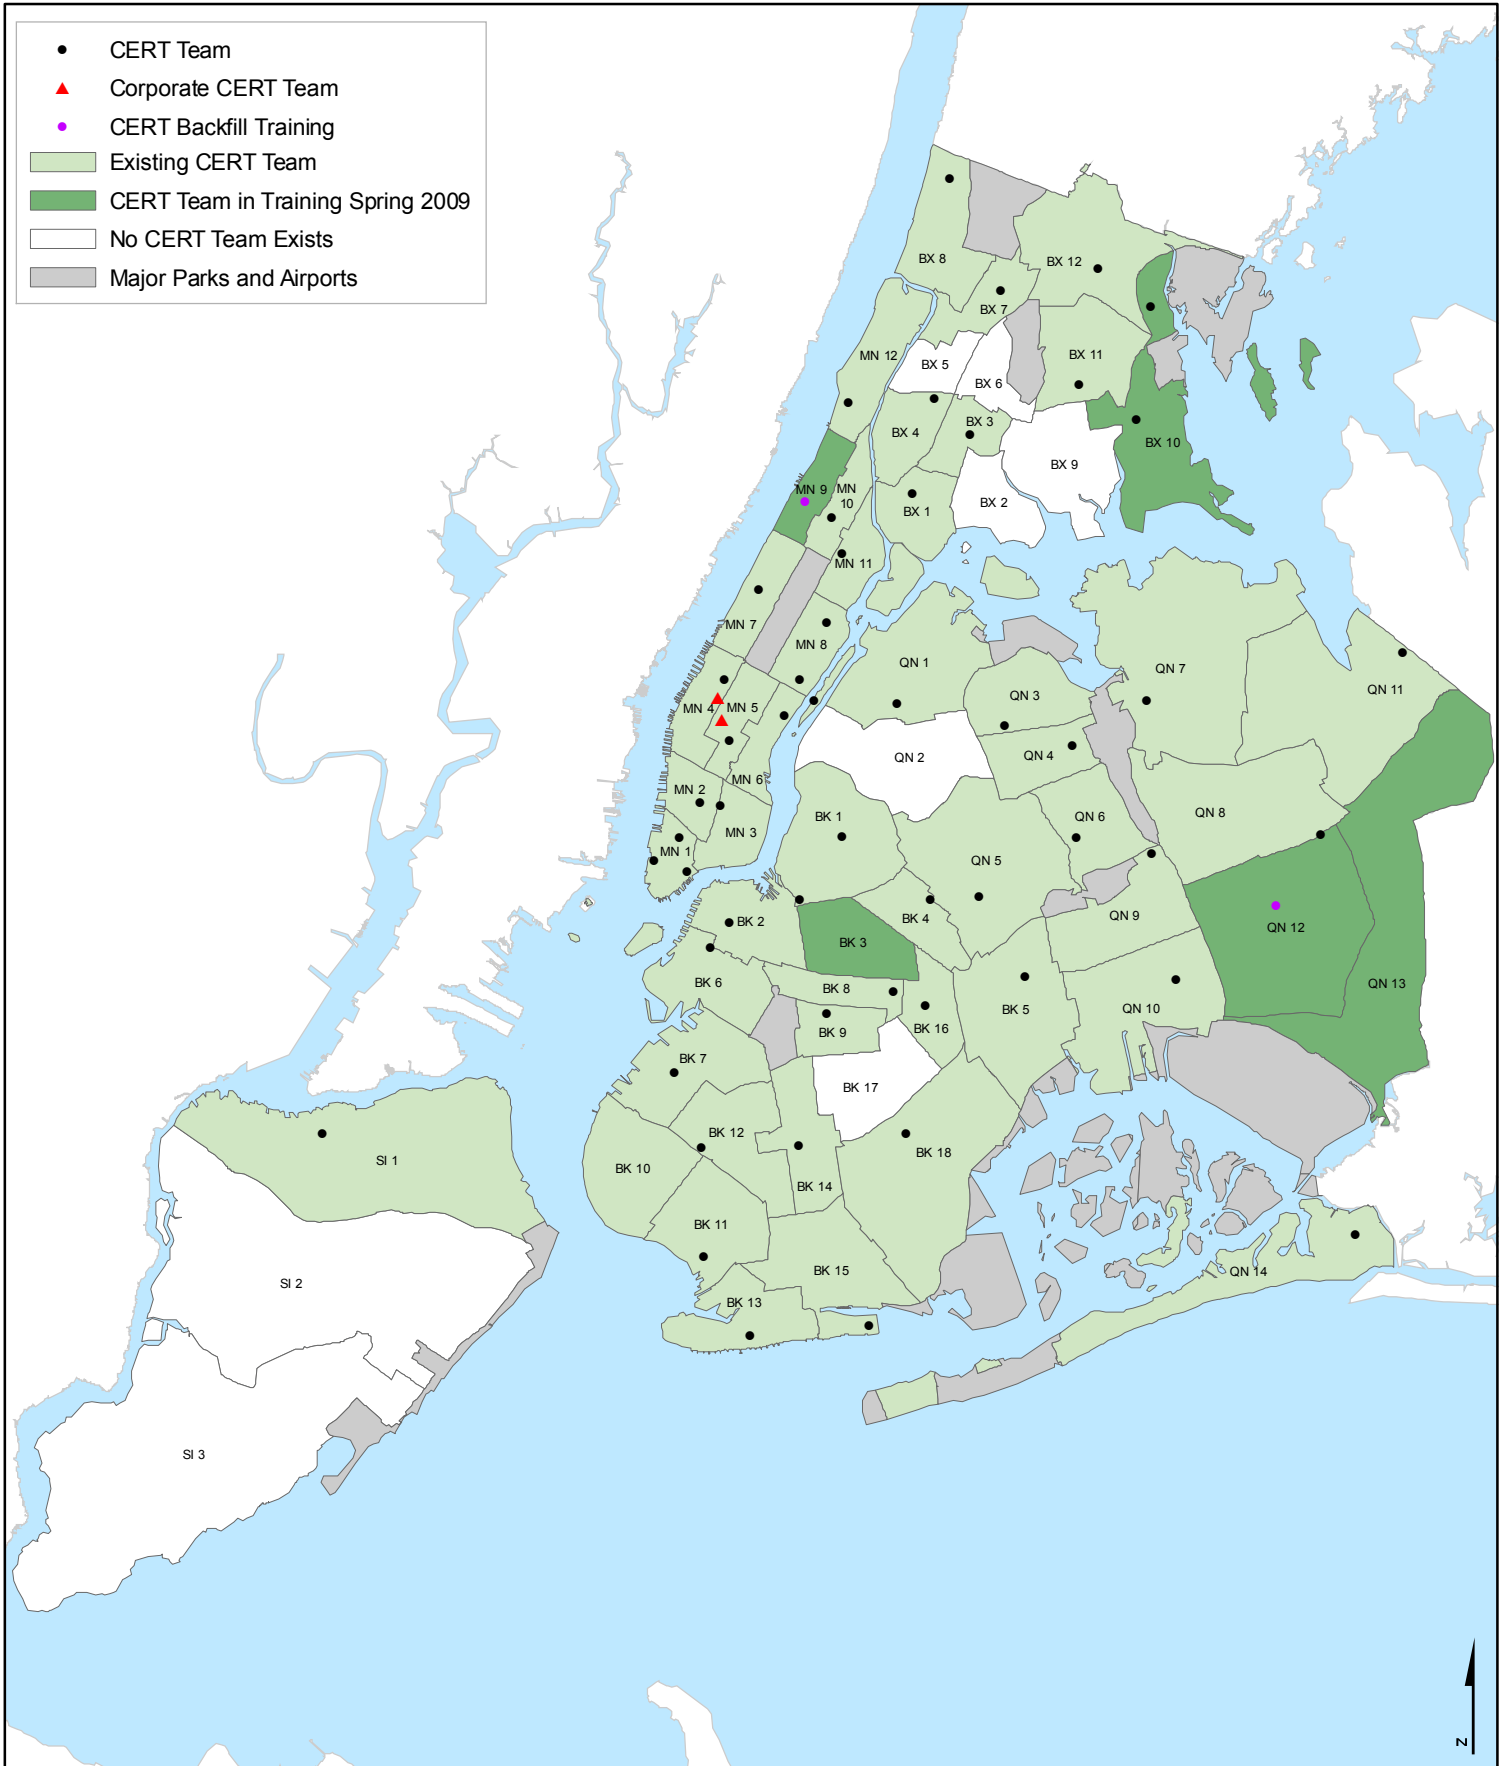 CERT Team
Corporate CERT Team
CERT Backfill Training
Existing CERT Team
CERT Team in Training Spring 2009
No CERT Team Exists
Major Parks and Airports
BX 8
BX 12
BX 7
MN 12
BX 5
BX 11
BX 6
BX 3
BX 4
BX 10
BX 9
MN 9
MN
10
BX 2
BX 1
MN 11
MN 7
MN 8
QN 1
QN 7
QN 11
QN 3
MN 4
MN 5
QN 4
QN 2
MN 6
MN 2
QN 8
BK 1
QN 6
MN 3
MN 1
QN 5
BK 4
QN 9
BK 2
QN 12
BK 3
BK 6
BK 8
QN 13
BK 5
QN 10
BK 16
BK 9
BK 7
BK 17
BK 12
BK 18
SI 1
BK 10
BK 14
BK 11
BK 15
QN 14
SI 2
BK 13
SI 3
N